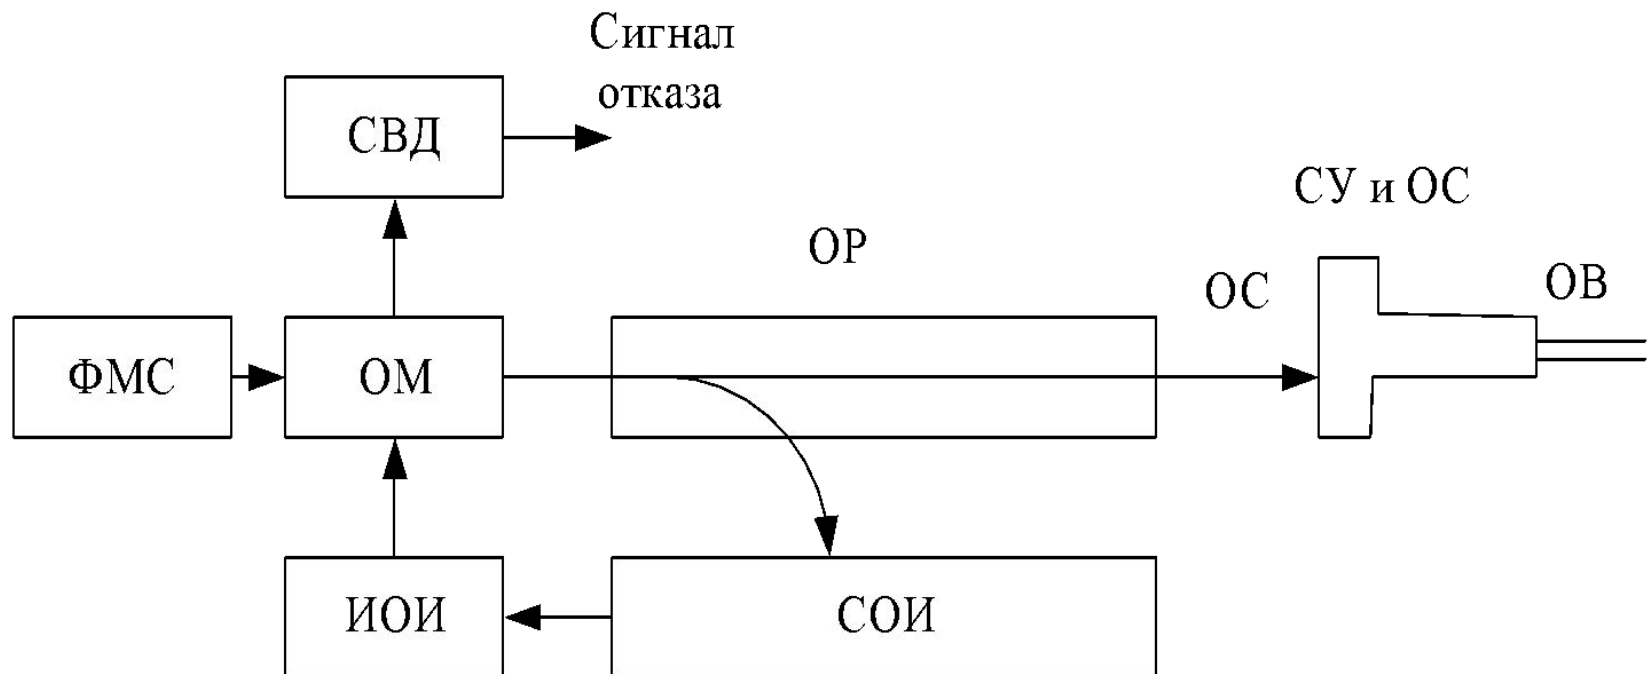 Сигнал
отказа
СВД
СУ и ОС
ОР
ОС
ОВ
ФМС
ОМ
ИОИ
СОИ